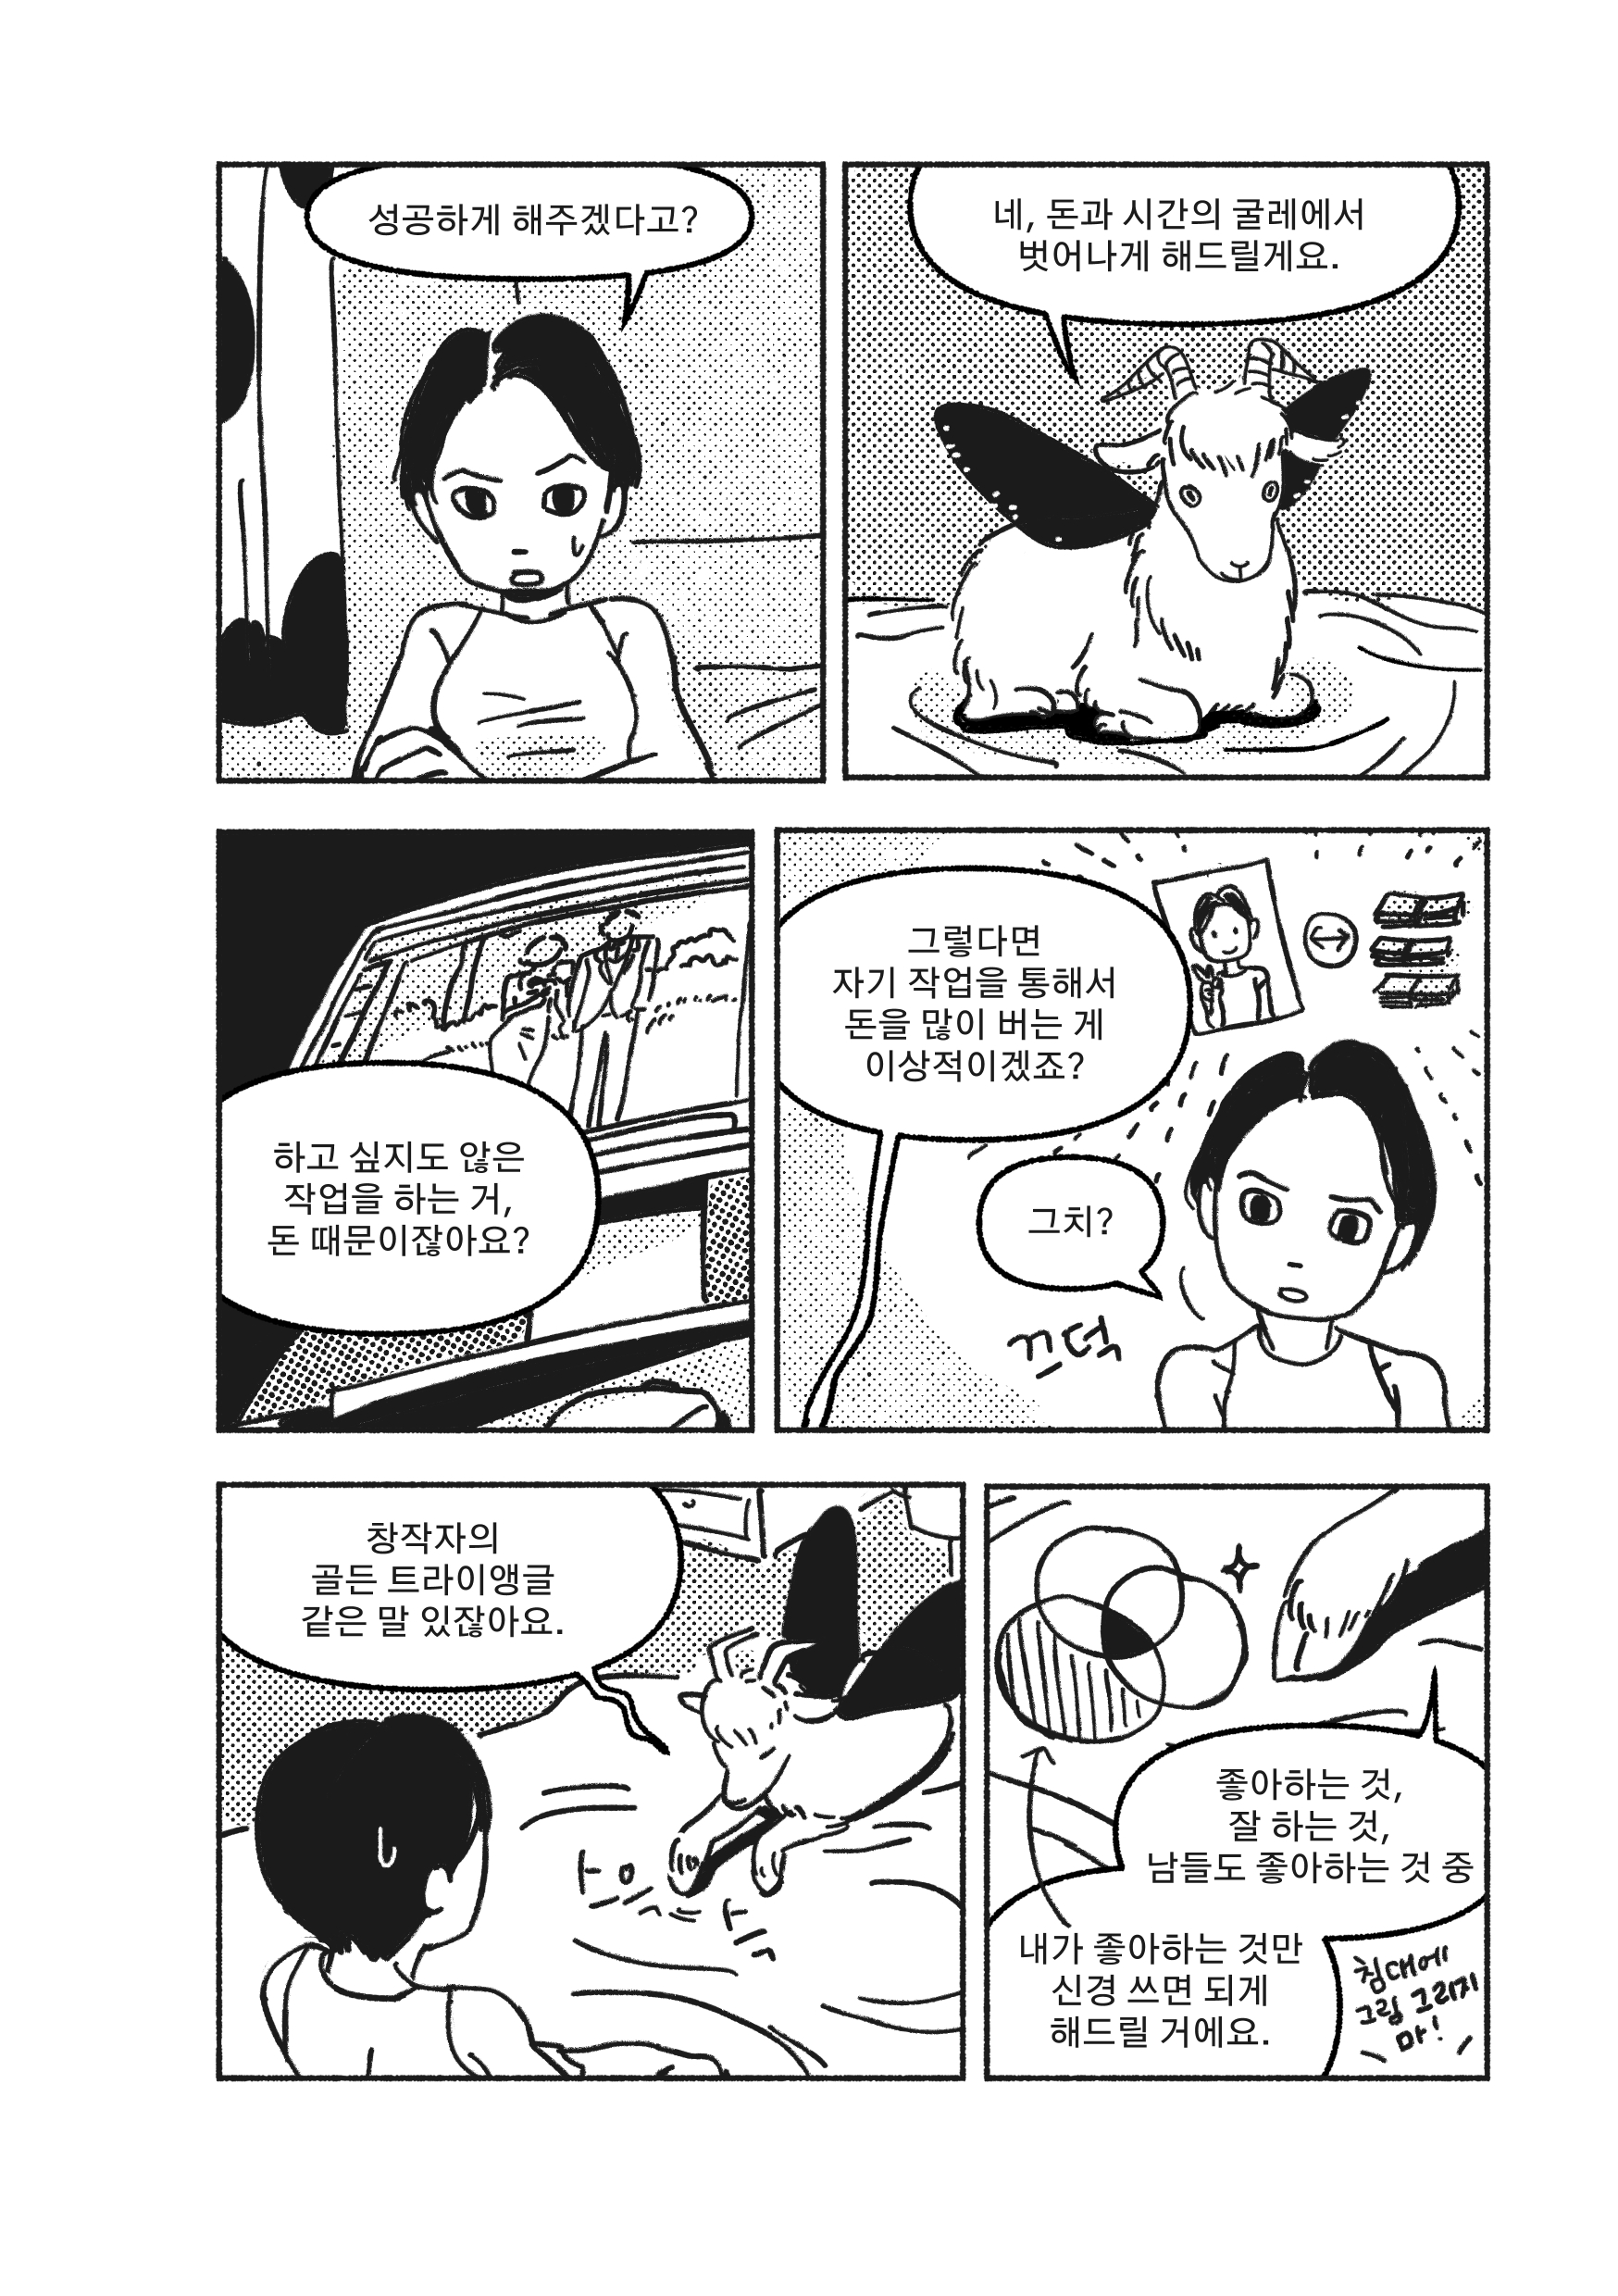 성공하게 해주겠다고?
네, 돈과 시간의 굴레에서
벗어나게 해드릴게요.
하고 싶지도 않은
작업을 하는 거,
돈 때문이잖아요?
그렇다면
자기 작업을 통해서
돈을 많이 버는 게
이상적이겠죠?
그치?
끄덕
창작자의
골든 트라이앵글
같은 말 있잖아요.
스윽
슥
좋아하는 것,
잘 하는 것,
남들도 좋아하는 것 중
내가 좋아하는 것만
신경 쓰면 되게
해드릴 거에요.
침대에
그림 그리지
마!